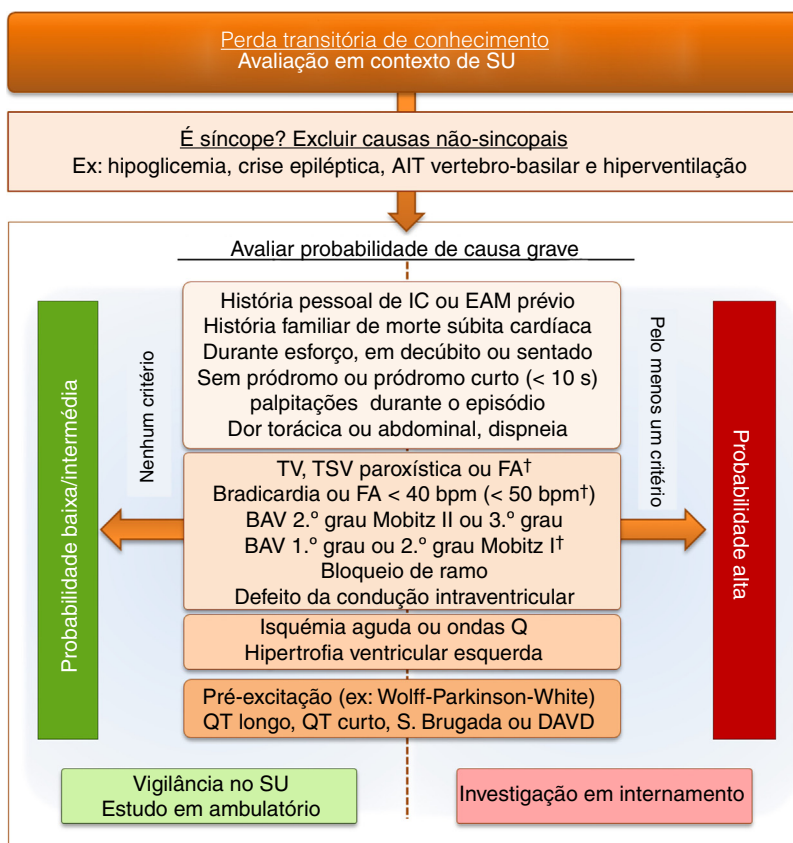 Perda transitória de conhecimento
Avaliação em contexto de SU
É síncope? Excluir causas não-sincopais
Ex: hipoglicemia, crise epiléptica, AIT vertebro-basilar e hiperventilação
Avaliar probabilidade de causa grave
Probabilidade baixa/intermédia
Nenhum critério
História pessoal de IC ou EAM prévio
História familiar de morte súbita cardíaca
Durante esforço, em decúbito ou sentado
Sem pródromo ou pródromo curto (< 10 s)
palpitações durante o episódio
Dor torácica ou abdominal, dispneia
TV, TSV paroxística ou FA†
Bradicardia ou FA < 40 bpm (< 50 bpm†)
BAV 2.º grau Mobitz II ou 3.º grau
BAV 1.º grau ou 2.º grau Mobitz I†
Bloqueio de ramo
Defeito da condução intraventricular
Isquémia aguda ou ondas Q
Hipertrofia ventricular esquerda
Pré-excitação (ex: Wolff-Parkinson-White)
QT longo, QT curto, S. Brugada ou DAVD
Pelo menos um critério
Probabilidade alta
Vigilância no SU
Estudo em ambulatório
Investigação em internamento